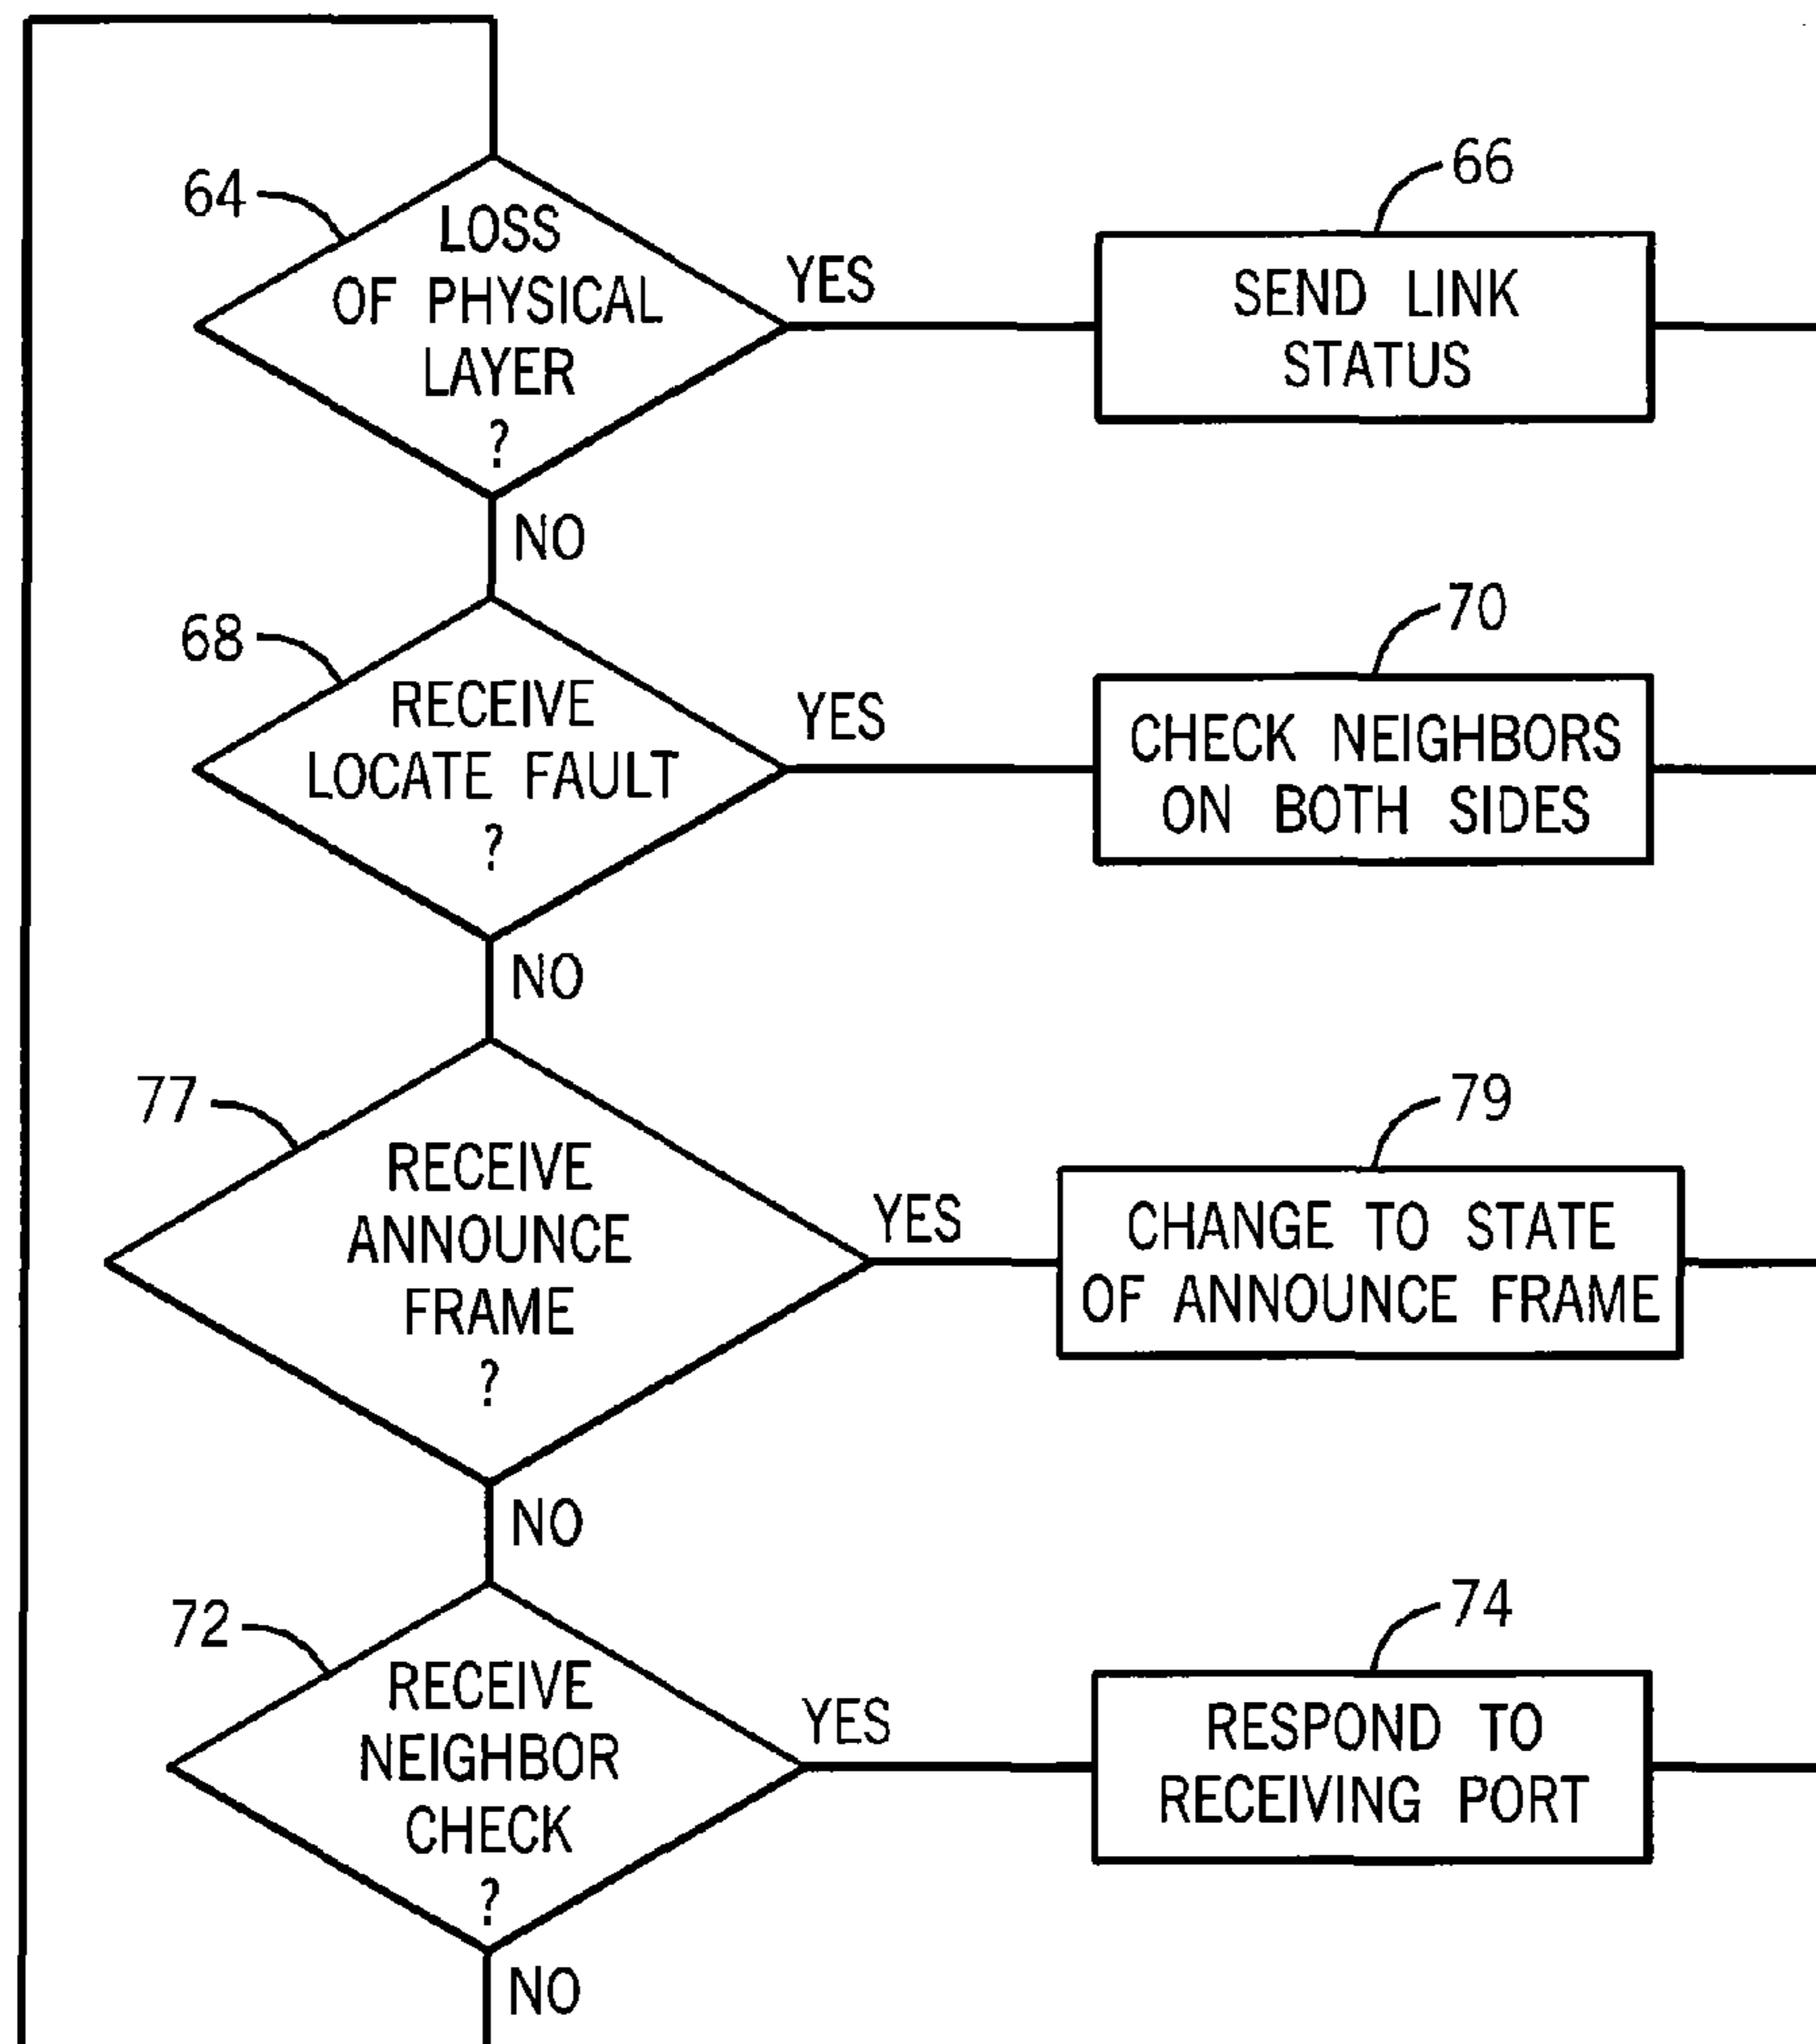 64
LOSS
OF PHYSICAL
LAYER
?
YES
66
SEND LINK
STATUS
NO
68
RECEIVE
LOCATE FAULT
?
YES
70
CHECK NEIGHBORS
ON BOTH SIDES
NO
77
RECEIVE
ANNOUNCE
FRAME
?
YES
79
CHANGE TO STATE
OF ANNOUNCE FRAME
NO
72
RECEIVE
NEIGHBOR
CHECK
?
YES
74
RESPOND TO
RECEIVING PORT
NO